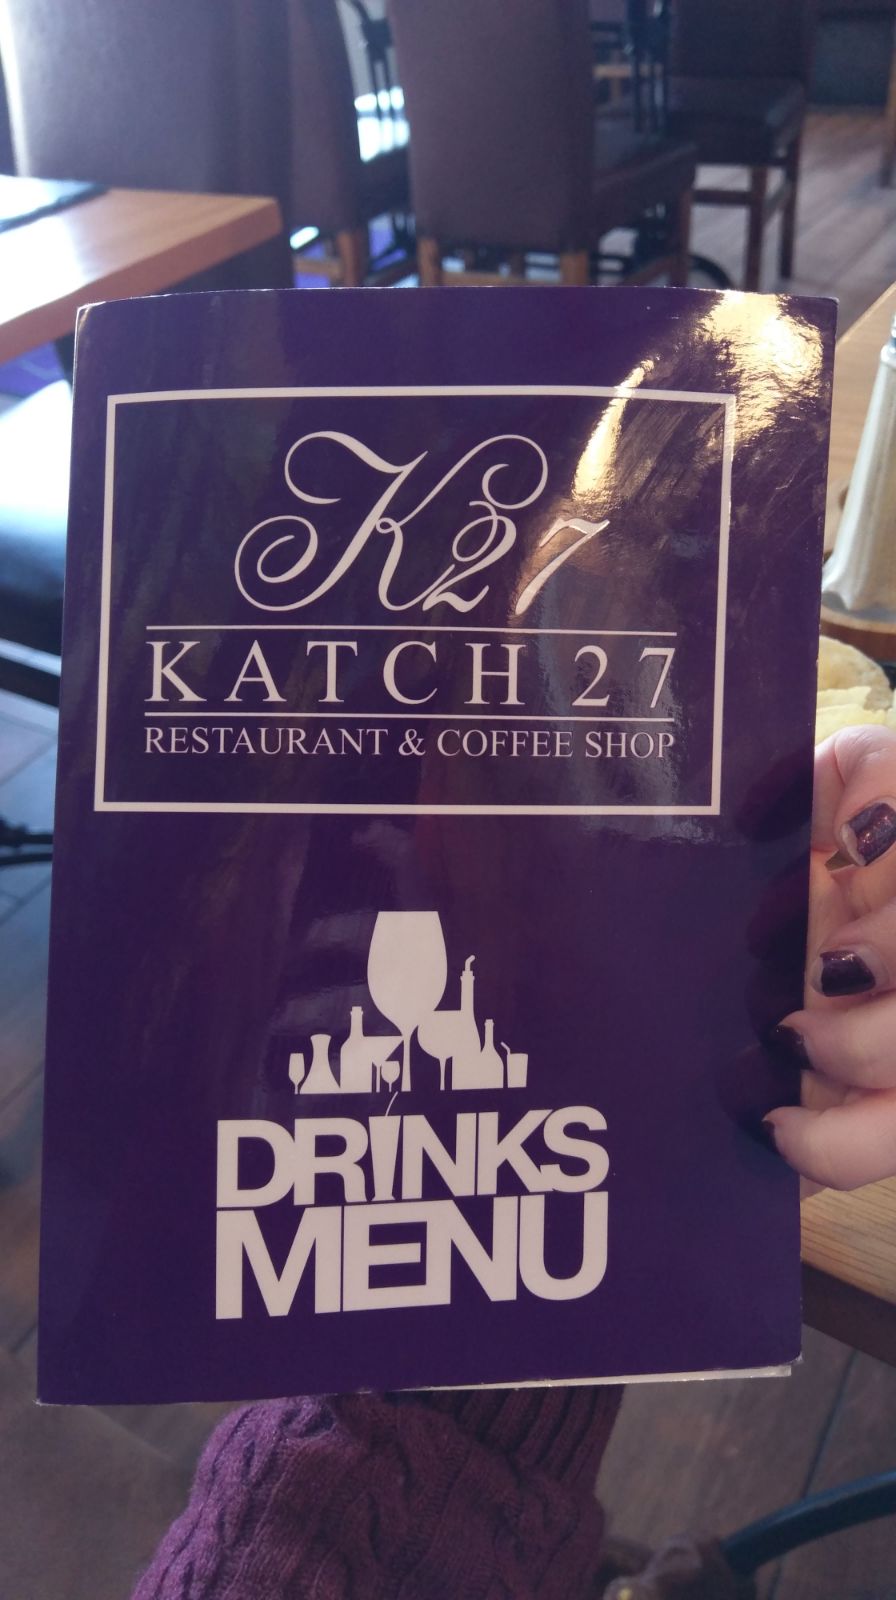 K27
KATCH 27
RESTAURANT & COFFEE SHOP
DRINKS
MENU